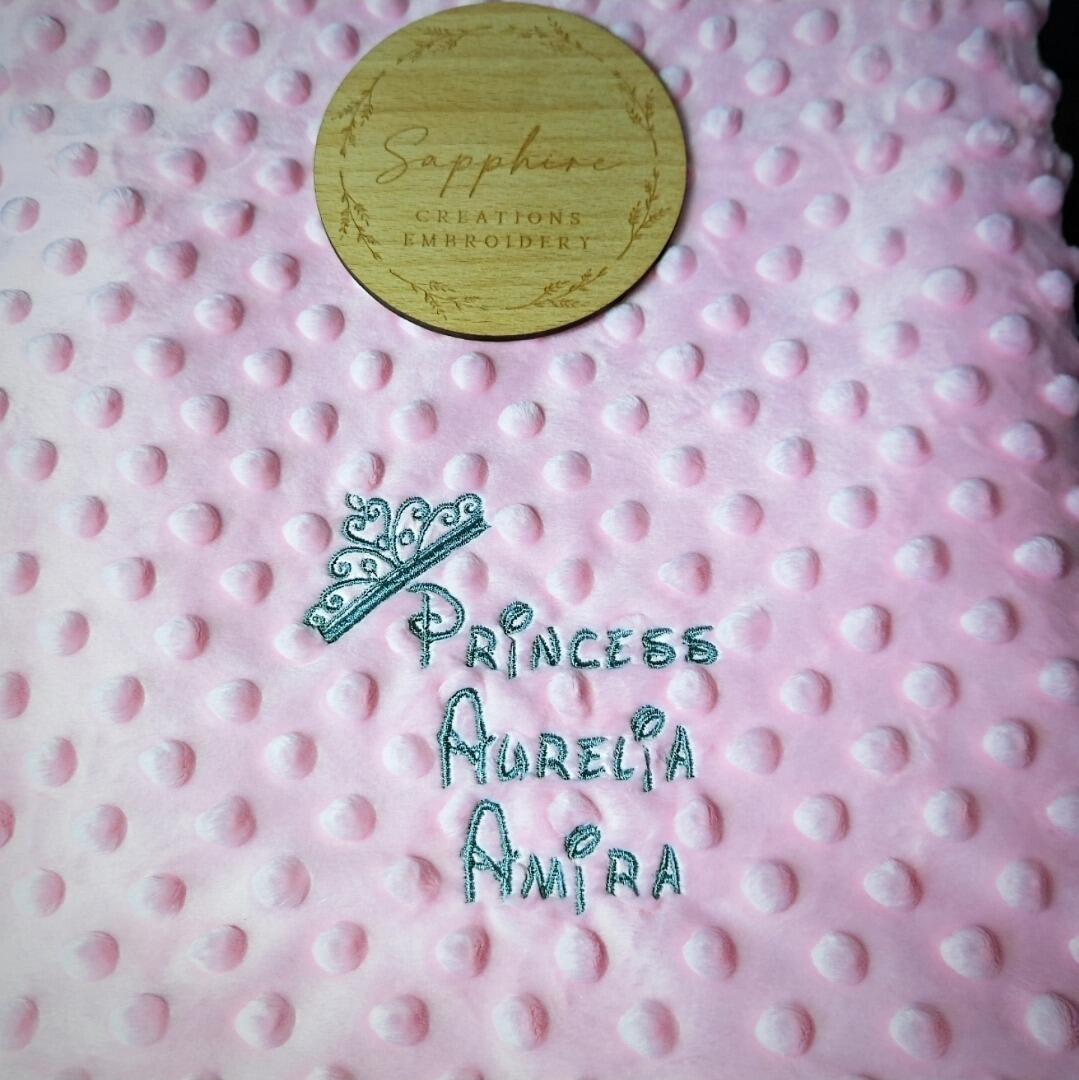 Sapphire
CREATIONS
EMBROIDERY
PRiNCESS
AURELiA
AMiRA